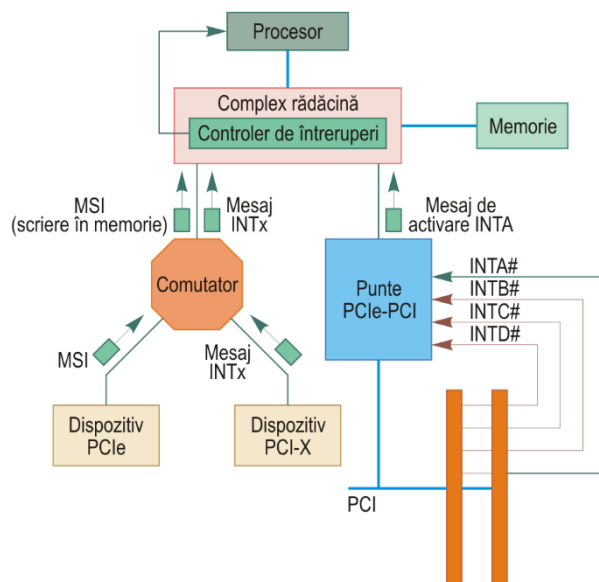 Procesor
Complex rădăcină
Controler de întreruperi
Memorie
MSI
(scriere în memorie)
Mesaj
INTx
Mesaj de
activare INTA
Comutator
Punte
PCIe-PCI
INTA#
INTB#
INTC#
INTD#
MSI
Mesaj
INTx
Dispozitiv
PCIe
Dispozitiv
PCI-X
PCI